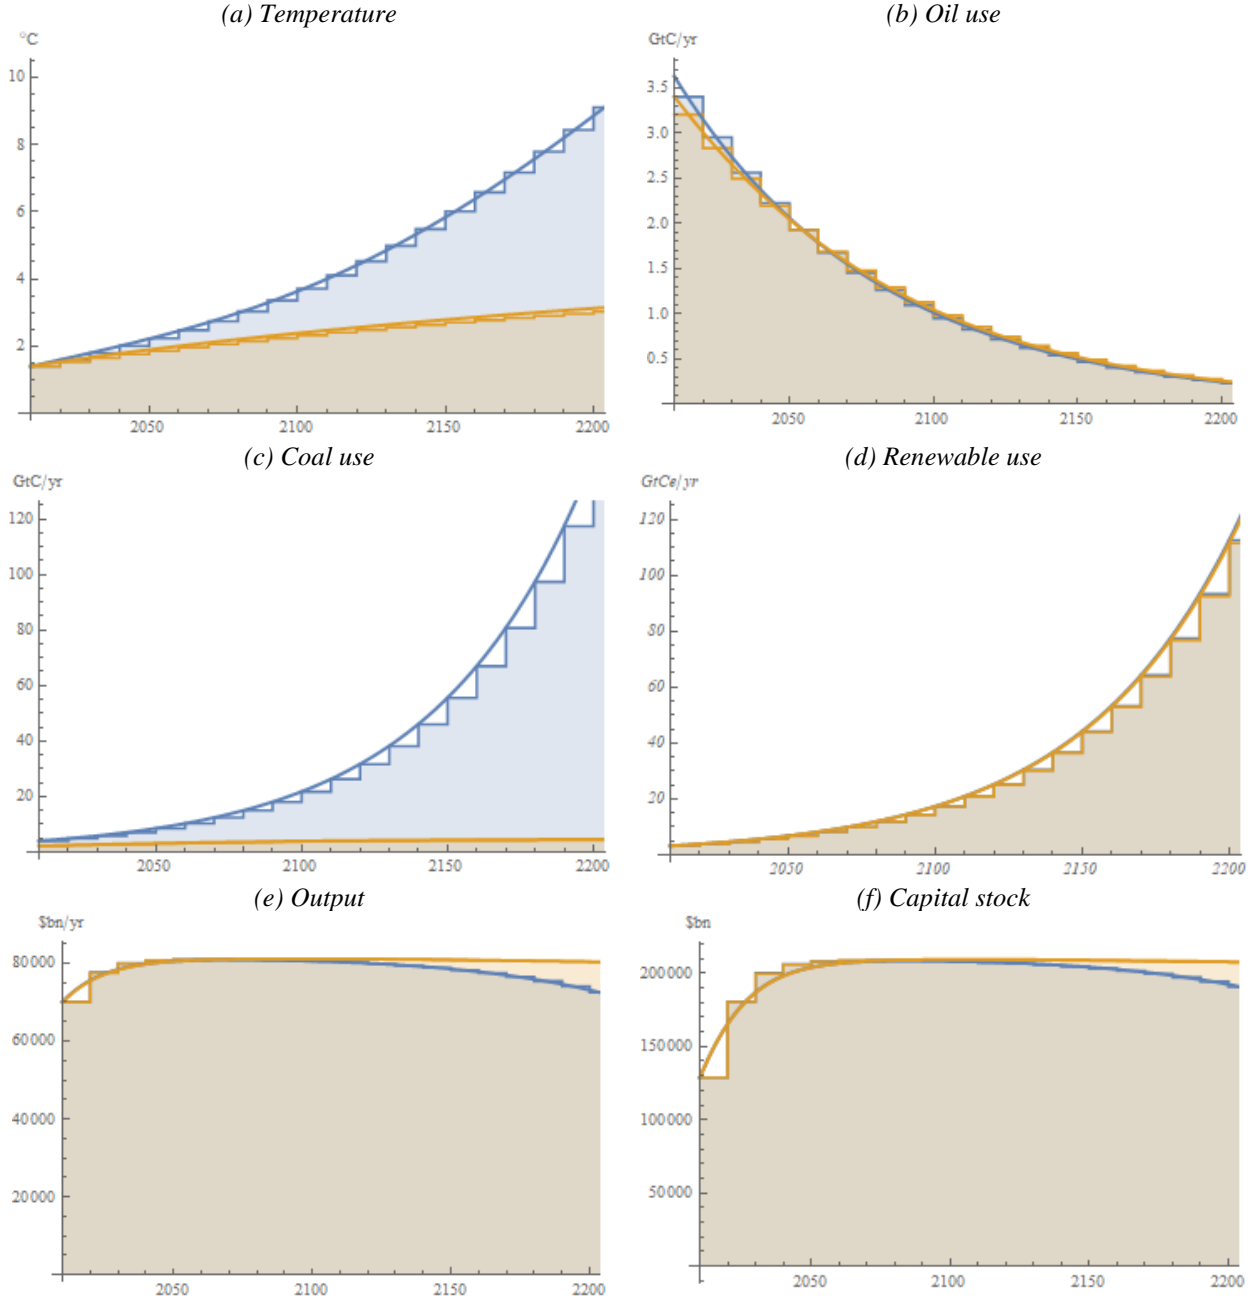 (a) Temperature
°C
10
8
6
4
2
2050 2100 2150 2200
(b) Oil use
GtC/yr
3.5
3.0
2.5
2.0
1.5
1.0
0.5
2050 2100 2150 2200
(c) Coal use
GtC/yr
120
100
80
60
40
20
2050 2100 2150 2200
(d) Renewable use
GtCe/yr
120
100
80
60
40
20
2050 2100 2150 2200
(e) Output
$bn/yr
80000
60000
40000
20000
2050 2100 2150 2200
(f) Capital stock
$bn
200000
150000
100000
50000
2050 2100 2150 2200